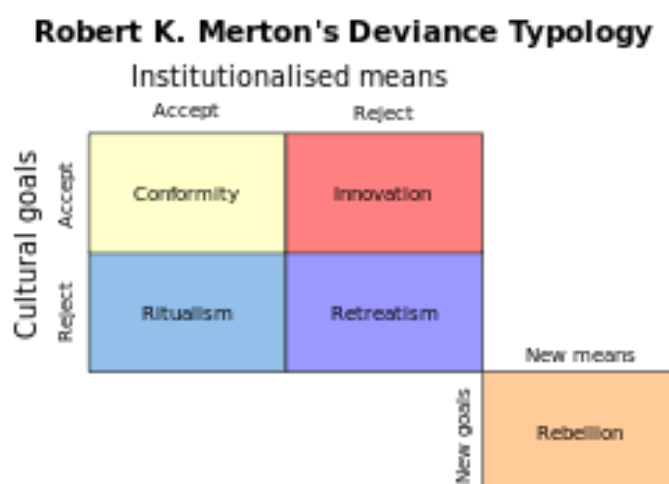 Robert K. Merton's Deviance Typology
Institutionalised means
Accept Reject
Cultural goals
Accept
Conformity Innovation
Reject
Ritualism Retreatism
New means
New goals
Rebellion